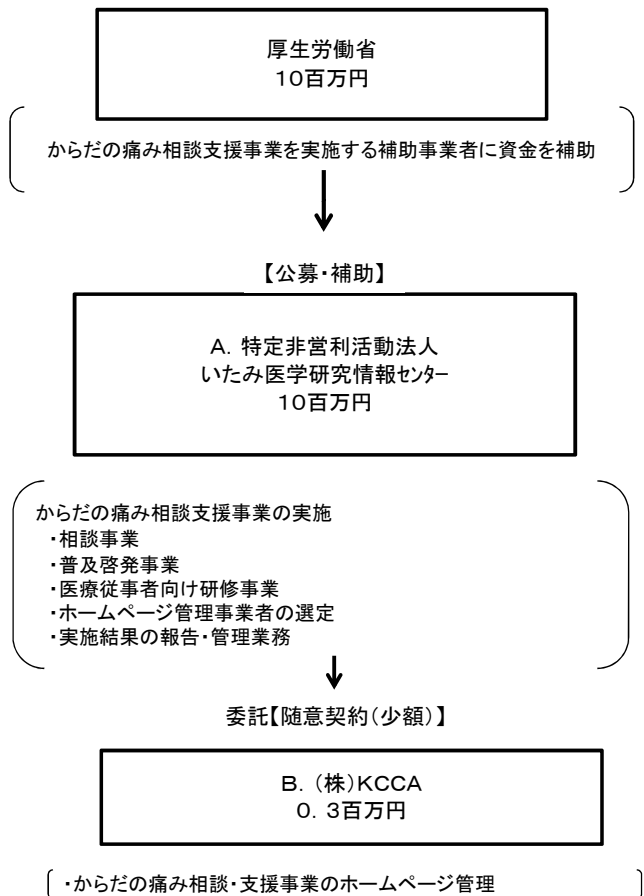 厚生労働省
10百万円
からだの痛み相談支援事業を実施する補助事業者に資金を補助
【公募・補助】
A. 特定非営利活動法人
いたみ医学研究情報ｾﾝﾀｰ
10百万円
からだの痛み相談支援事業の実施
・相談事業
・普及啓発事業
・医療従事者向け研修事業
・ホームページ管理事業者の選定
・実施結果の報告・管理業務
委託【随意契約（少額）】
B. （株）KCCA
0. 3百万円
・からだの痛み相談・支援事業のホームページ管理